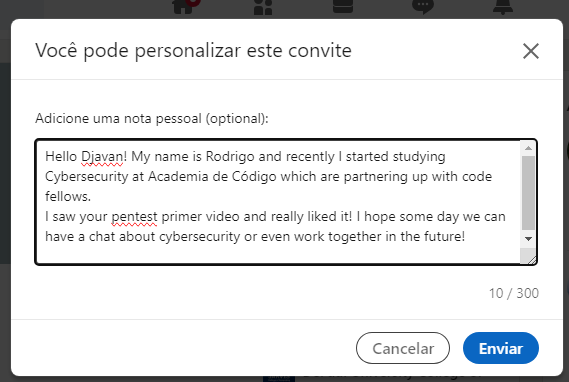 Você pode personalizar este convite
Adicione uma nota pessoal (optional):
Hello Djavan! My name is Rodrigo and recently I started studying
Cybersecurity at Academia de Código which are partnering up with code
fellows.
I saw your pentest primer video and really liked it! I hope some day we can
have a chat about cybersecurity or even work together in the future!
10 / 300
Cancelar
Enviar